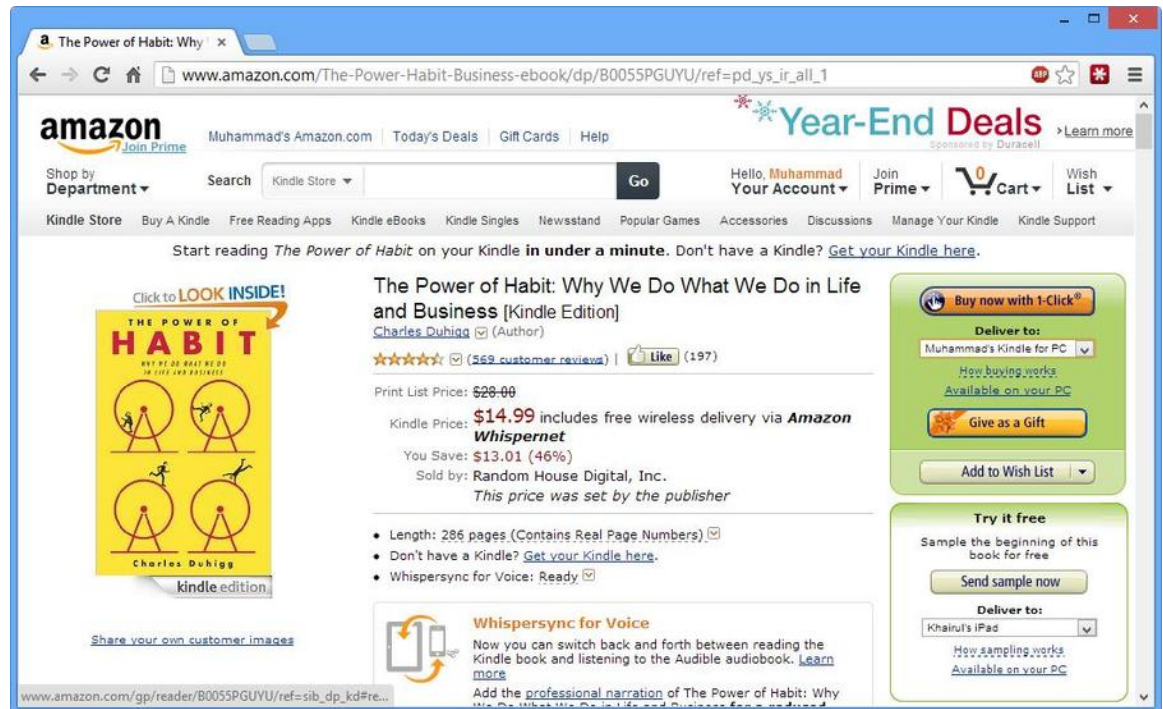 The Power of Habit: Why
www.amazon.com/The-Power-Habit-Business-ebook/dp/B0055PGUYU/ref=pd_ys_ir_all_1
ABP
amazon
Join Prime
Muhammad's Amazon.com Today's Deals Gift Cards Help
Year-End Deals
Sponsored by Duracell
Learn more
Shop by
Department
Search Kindle Store Go
Hello, Muhammad
Your Account
Join
Prime
0
Cart
Wish
List
Kindle Store Buy A Kindle Free Reading Apps Kindle eBooks Kindle Singles Newsstand Popular Games Accessories Discussions Manage Your Kindle Kindle Support
Start reading The Power of Habit on your Kindle in under a minute. Don't have a Kindle? Get your Kindle here.
Click to LOOK INSIDE!
THE POWER OF
HABIT
WHY WE DO WHAT WE DO
IN LIFE AND BUSINESS
Charles Duhigg
kindle edition
Share your own customer images
The Power of Habit: Why We Do What We Do in Life
and Business [Kindle Edition]
Charles Duhigg (Author)
(569 customer reviews) | Like (197)
Print List Price: $28.00
Kindle Price: $14.99 includes free wireless delivery via Amazon
Whispernet
You Save: $13.01 (46%)
Sold by: Random House Digital, Inc.
This price was set by the publisher
Length: 286 pages (Contains Real Page Numbers)
Don't have a Kindle? Get your Kindle here.
Whispersync for Voice: Ready
Whispersync for Voice
Now you can switch back and forth between reading the
Kindle book and listening to the Audible audiobook. Learn
more
Add the professional narration of The Power of Habit: Why
We Do What We Do in Life and Business for a reduced
Buy now with 1-Click®
Deliver to:
Muhammad's Kindle for PC
How buying works
Available on your PC
Give as a Gift
Add to Wish List
Try it free
Sample the beginning of this
book for free
Send sample now
Deliver to:
Khairul's iPad
How sampling works
Available on your PC
www.amazon.com/gp/reader/B0055PGUYU/ref=sib_dp_kd#re...